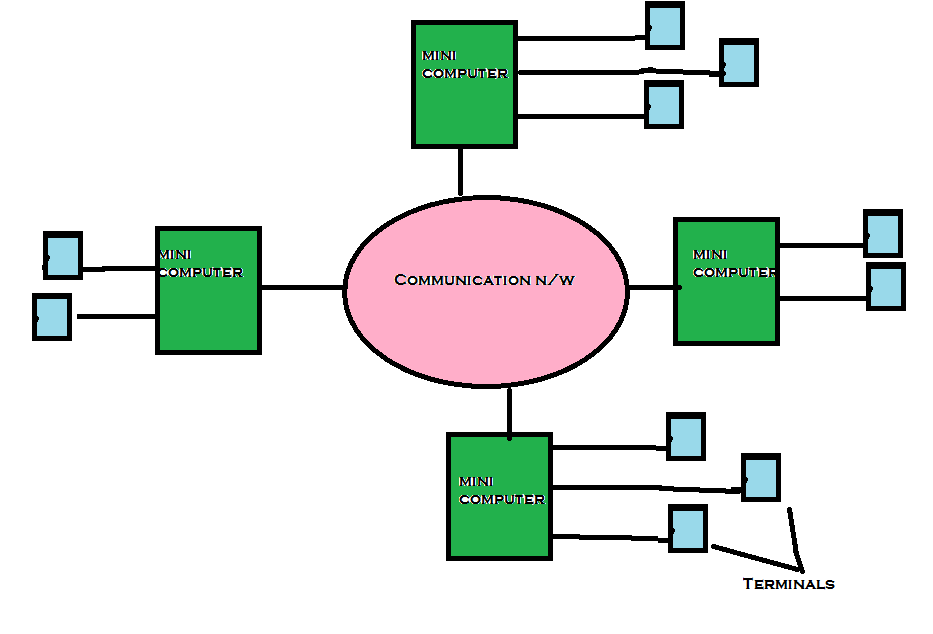 MINI
COMPUTER
MINI
COMPUTER
Communication n/w
MINI
COMPUTER
MINI
COMPUTER
Terminals